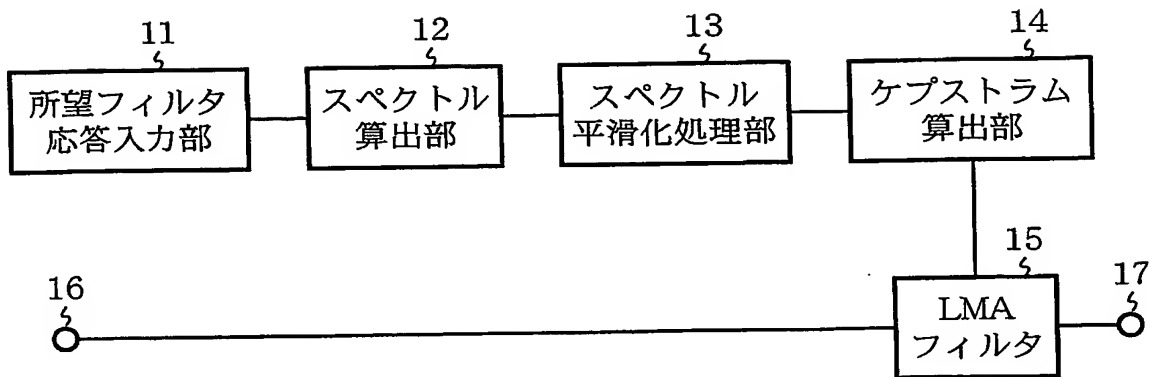 11
所望フィルタ
応答入力部
12
スペクトル
算出部
13
スペクトル
平滑化処理部
14
ケプストラム
算出部
15
LMA
フィルタ
16
17